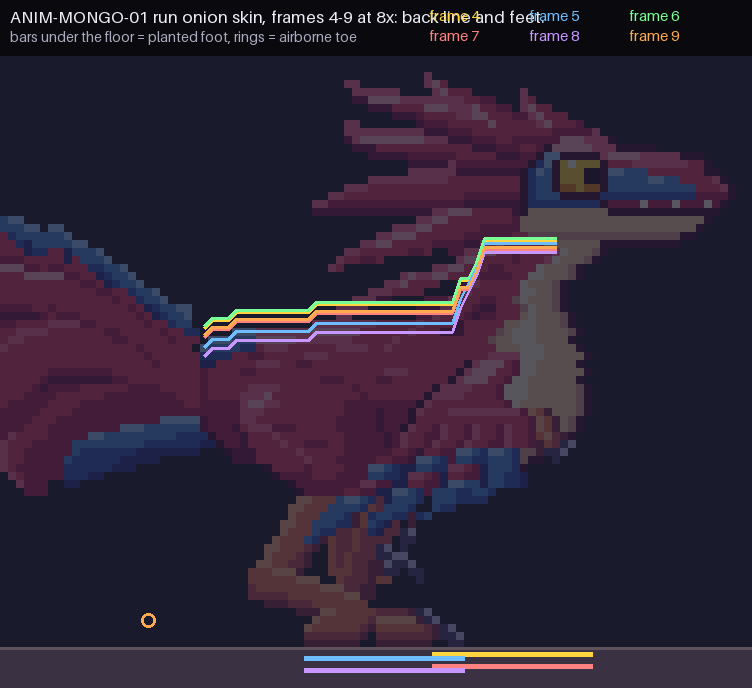 ANIM-MONGO-01 run onion skin, frames 4-9 at 8x: back line and feet.
frame 4 frame 5 frame 6
bars under the floor = planted foot, rings = airborne toe
frame 7 frame 8 frame 9